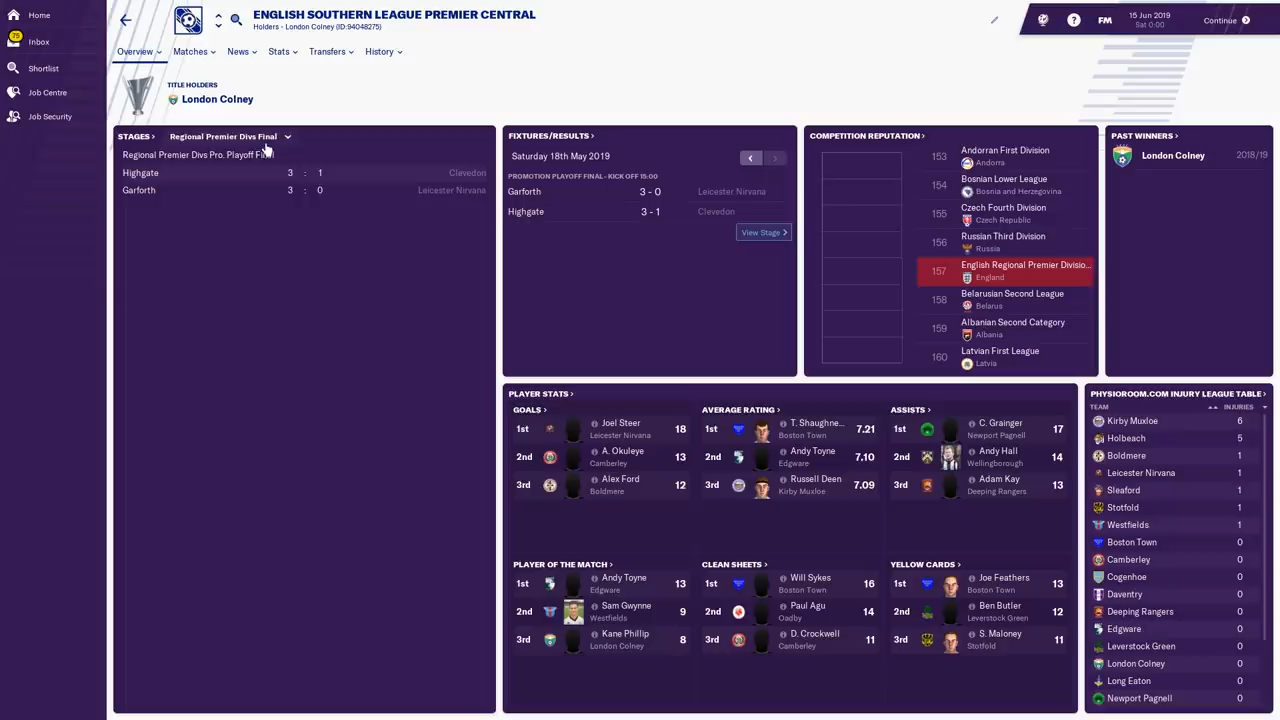 Home
75
Inbox
Shortlist
Job Centre
Job Security
ENGLISH SOUTHERN LEAGUE PREMIER CENTRAL
Holders - London Colney (ID:94048275)
FM
15 Jun 2019
Sat 0:00
Continue
Overview
Matches
News
Stats
Transfers
History
TITLE HOLDERS
London Colney
STAGES >
Regional Premier Divs Final
Regional Premier Divs Pro. Playoff Final
Highgate 3 : 1 Clevedon
Garforth 3 : 0 Leicester Nirvana
FIXTURES/RESULTS >
Saturday 18th May 2019
PROMOTION PLAYOFF FINAL - KICK OFF 15:00
Garforth 3 - 0 Leicester Nirvana
Highgate 3 - 1 Clevedon
View Stage >
COMPETITION REPUTATION >
153 Andorran First Division
Andorra
154 Bosnian Lower League
Bosnia and Herzegovina
155 Czech Fourth Division
Czech Republic
156 Russian Third Division
Russia
157 English Regional Premier Divisio...
England
158 Belarusian Second League
Belarus
159 Albanian Second Category
Albania
160 Latvian First League
Latvia
PAST WINNERS >
London Colney 2018/19
PLAYER STATS >
GOALS >
1st Joel Steer 18
Leicester Nirvana
2nd A. Okuleye 13
Camberley
3rd Alex Ford 12
Boldmere
AVERAGE RATING >
1st T. Shaughne... 7.21
Boston Town
2nd Andy Toyne 7.10
Edgware
3rd Russell Deen 7.09
Kirby Muxloe
ASSISTS >
1st C. Grainger 17
Newport Pagnell
2nd Andy Hall 14
Wellingborough
3rd Adam Kay 13
Deeping Rangers
PLAYER OF THE MATCH >
1st Andy Toyne 13
Edgware
2nd Sam Gwynne 9
Westfields
3rd Kane Phillip 8
London Colney
CLEAN SHEETS >
1st Will Sykes 16
Boston Town
2nd Paul Agu 14
Oadby
3rd D. Crockwell 11
Camberley
YELLOW CARDS >
1st Joe Feathers 13
Boston Town
2nd Ben Butler 12
Leverstock Green
3rd S. Maloney 11
Stotfold
PHYSIOROOM.COM INJURY LEAGUE TABLE >
TEAM INJURIES
Kirby Muxloe 6
Holbeach 5
Boldmere 1
Leicester Nirvana 1
Sleaford 1
Stotfold 1
Westfields 1
Boston Town 0
Camberley 0
Cogenhoe 0
Daventry 0
Deeping Rangers 0
Edgware 0
Leverstock Green 0
London Colney 0
Long Eaton 0
Newport Pagnell 0